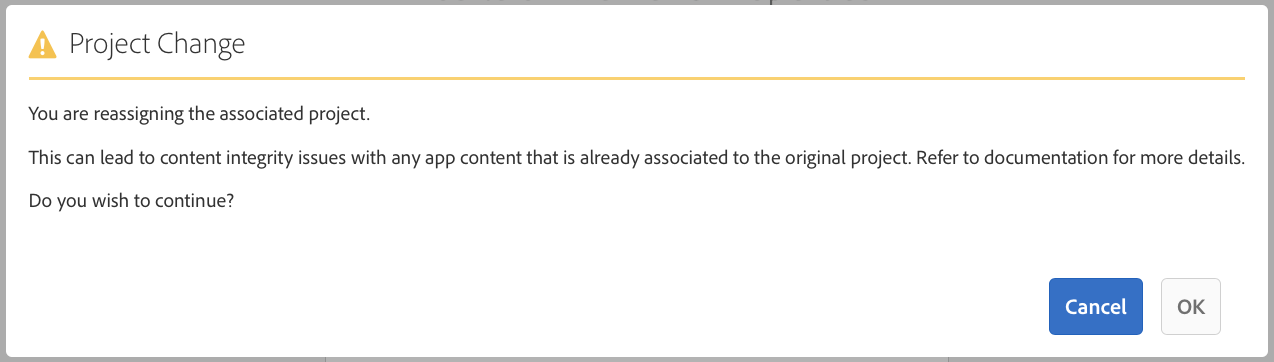 Project Change
You are reassigning the associated project.
This can lead to content integrity issues with any app content that is already associated to the original project. Refer to documentation for more details.
Do you wish to continue?
Cancel
OK